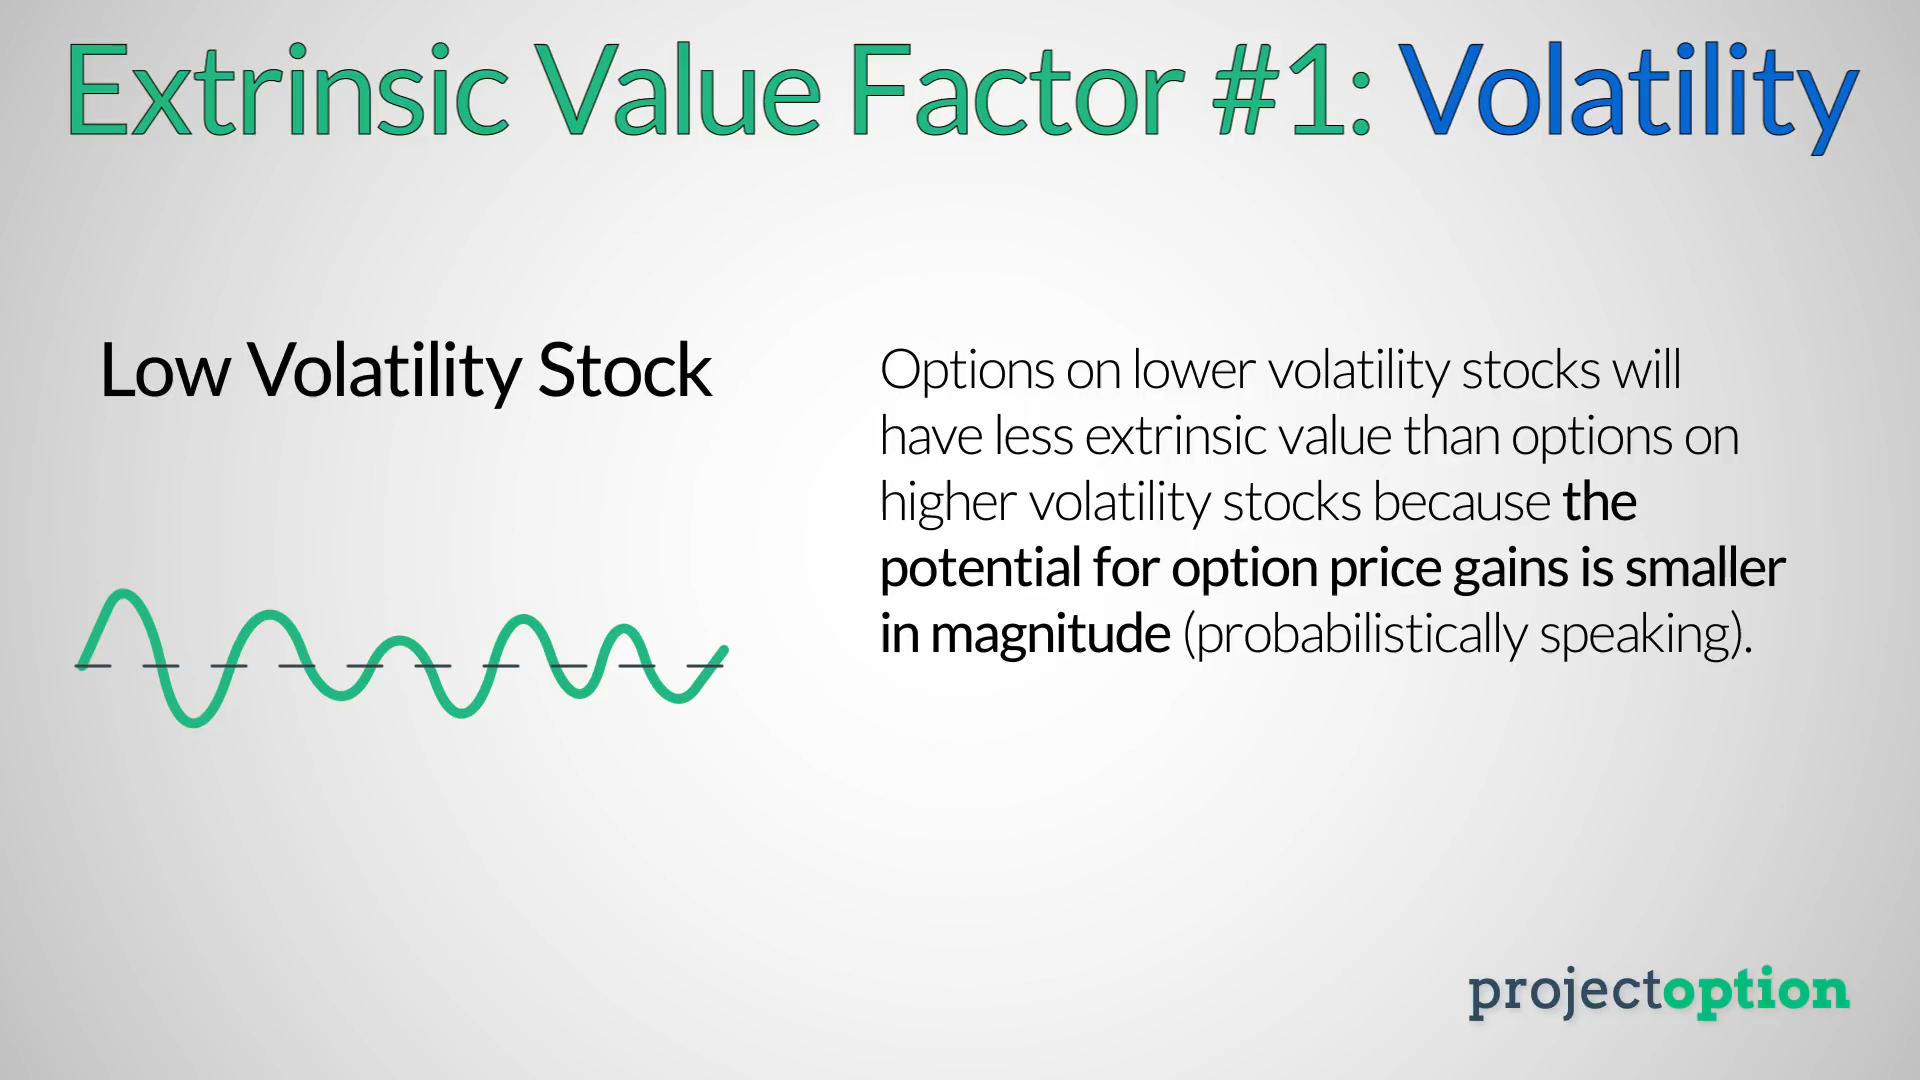 Extrinsic Value Factor #1: Volatility
Low Volatility Stock
Options on lower volatility stocks will
have less extrinsic value than options on
higher volatility stocks because the
potential for option price gains is smaller
in magnitude (probabilistically speaking).
projectoption